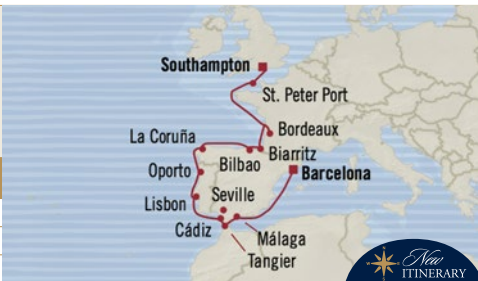 Southampton
St. Peter Port
Bordeaux
La Coruña
Biarritz
Bilbao
Oporto
Barcelona
Seville
Lisbon
Cádiz
Málaga
Tangier
New
ITINERARY